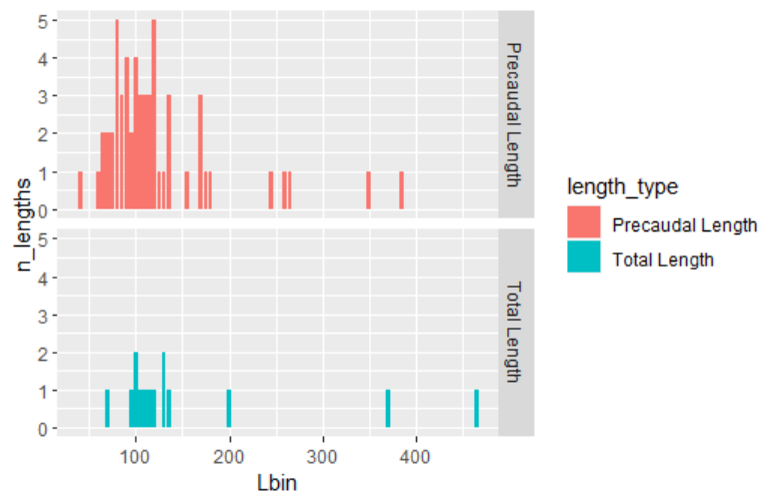 n_lengths
5
4
3
2
1
0
Precaudal Length
5
4
3
2
1
0
Total Length
100 200 300 400
Lbin
length_type
Precaudal Length
Total Length